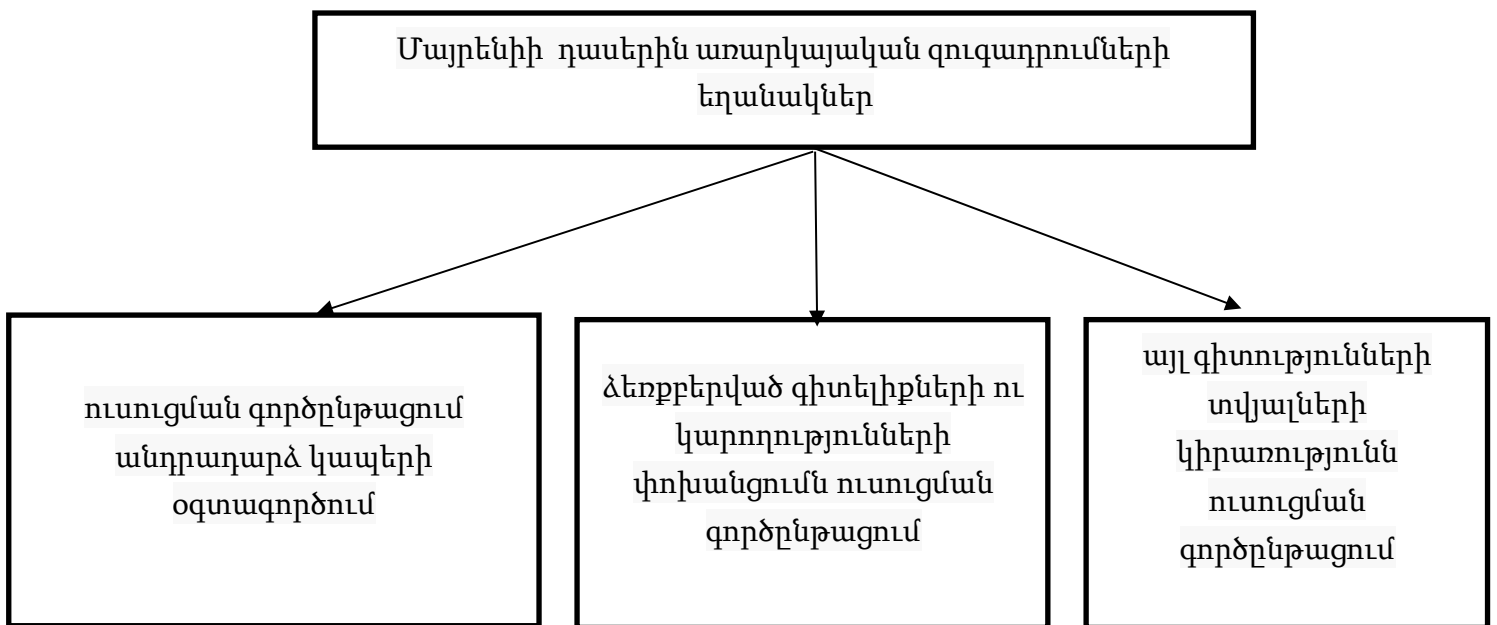 Մայրենիի դասերին առարկայական զուգադրումների
եղանակներ
ուսուցման գործընթացում
անդրադարձ կապերի
օգտագործում
ձեռքբերված գիտելիքների ու
կարողությունների
փոխանցումն ուսուցման
գործընթացում
այլ գիտությունների
տվյալների
կիրառությունն
ուսուցման
գործընթացում